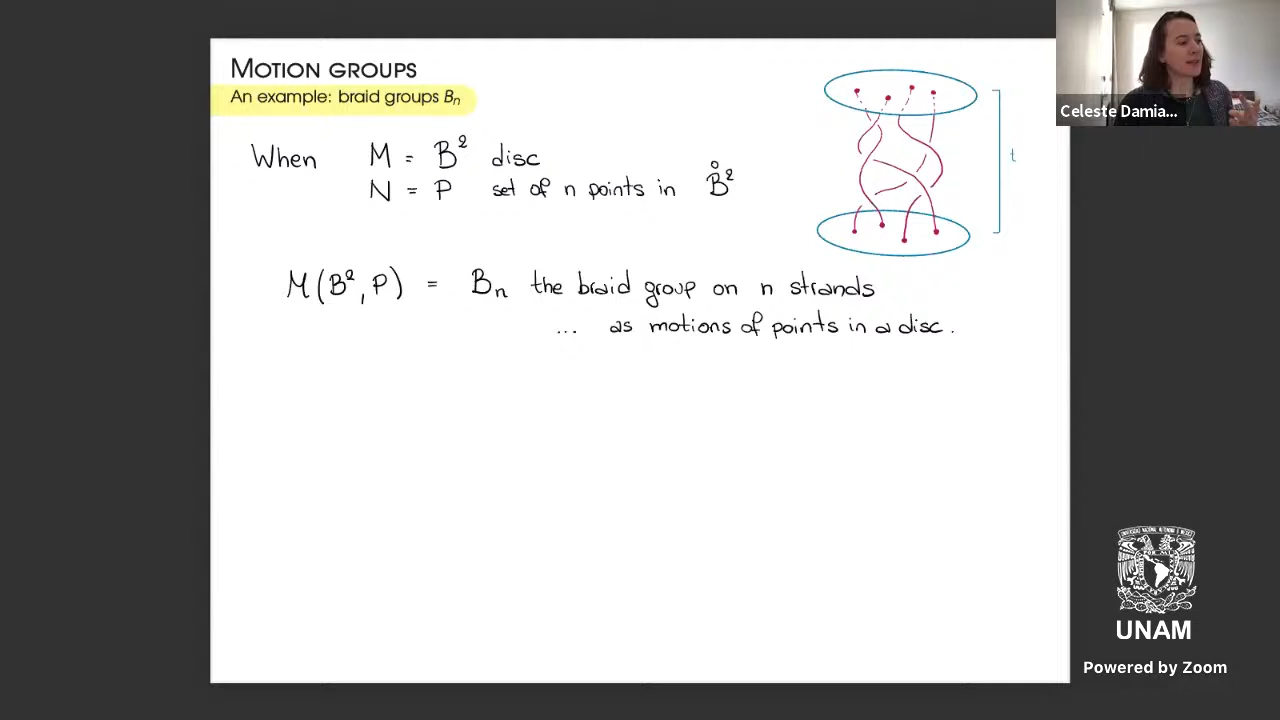 MOTION GROUPS
An example: braid groups Bn
When M = B² disc
N = P set of n points in B̊²
M(B², P) = Bn the braid group on n strands
... as motions of points in a disc.
t
Celeste Damia...
UNAM
Powered by Zoom